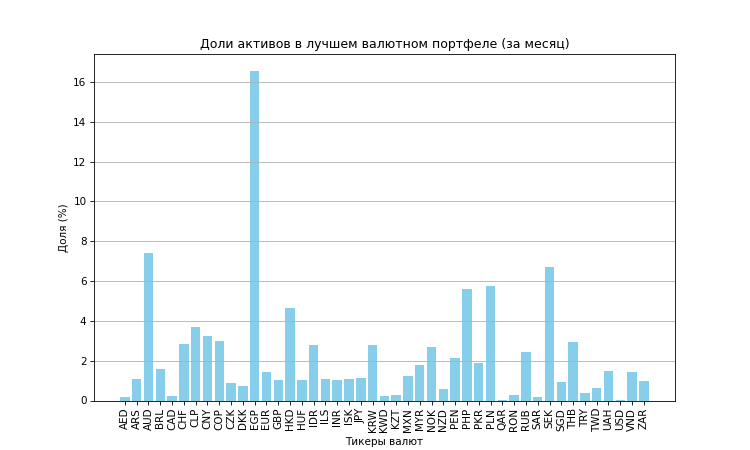 Доли активов в лучшем валютном портфеле (за месяц)
Доля (%)
16
14
12
10
8
6
4
2
0
AED ARS AUD BRL CAD CHF CLP CNY COP CZK DKK EGP EUR GBP HKD HUF IDR ILS INR ISK JPY KRW KWD KZT MXN MYR NOK NZD PEN PHP PKR PLN QAR RON RUB SAR SEK SGD THB TRY TWD UAH USD VND ZAR
Тикеры валют